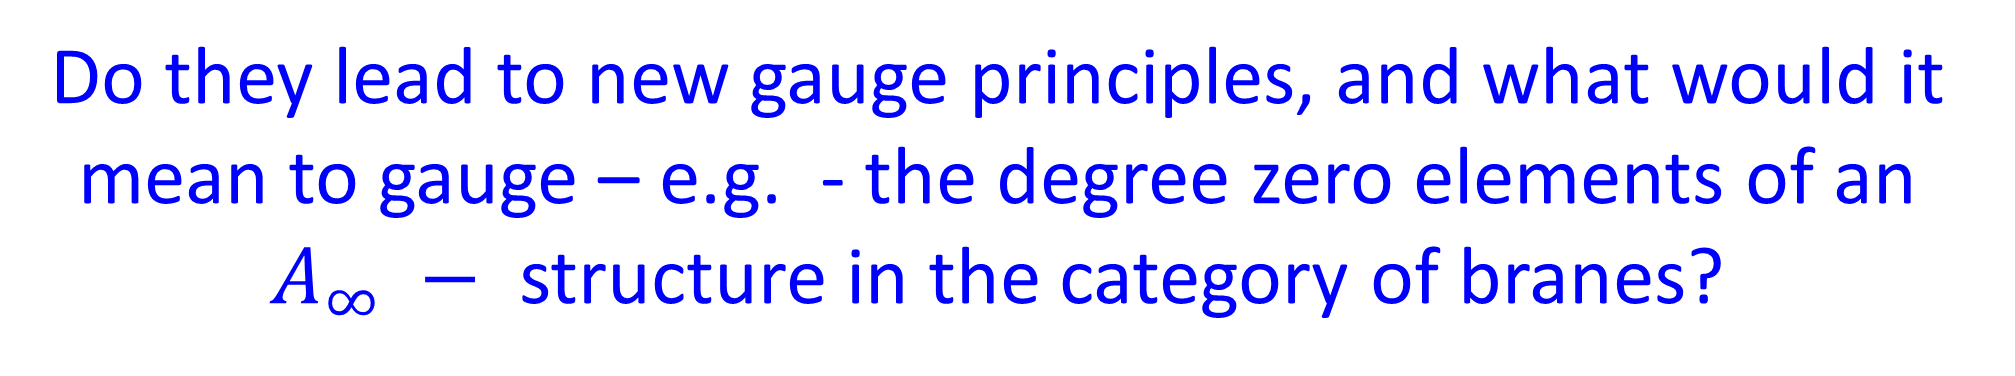 Do they lead to new gauge principles, and what would it
mean to gauge – e.g.  - the degree zero elements of an
A∞ − structure in the category of branes?